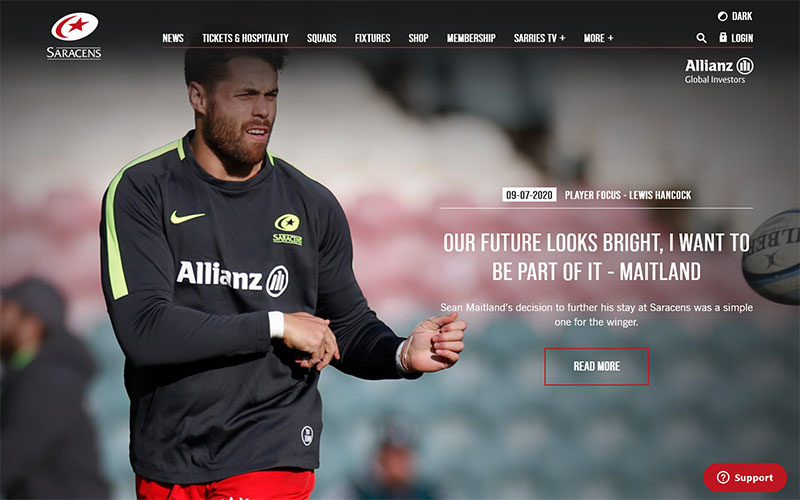 DARK
SARACENS
NEWS TICKETS & HOSPITALITY SQUADS FIXTURES SHOP MEMBERSHIP SARRIES TV + MORE + LOGIN
Allianz
Global Investors
09-07-2020 PLAYER FOCUS - LEWIS HANCOCK
OUR FUTURE LOOKS BRIGHT, I WANT TO
BE PART OF IT - MAITLAND
Sean Maitland's decision to further his stay at Saracens was a simple
one for the winger.
READ MORE
SARACENS
Allianz
Support